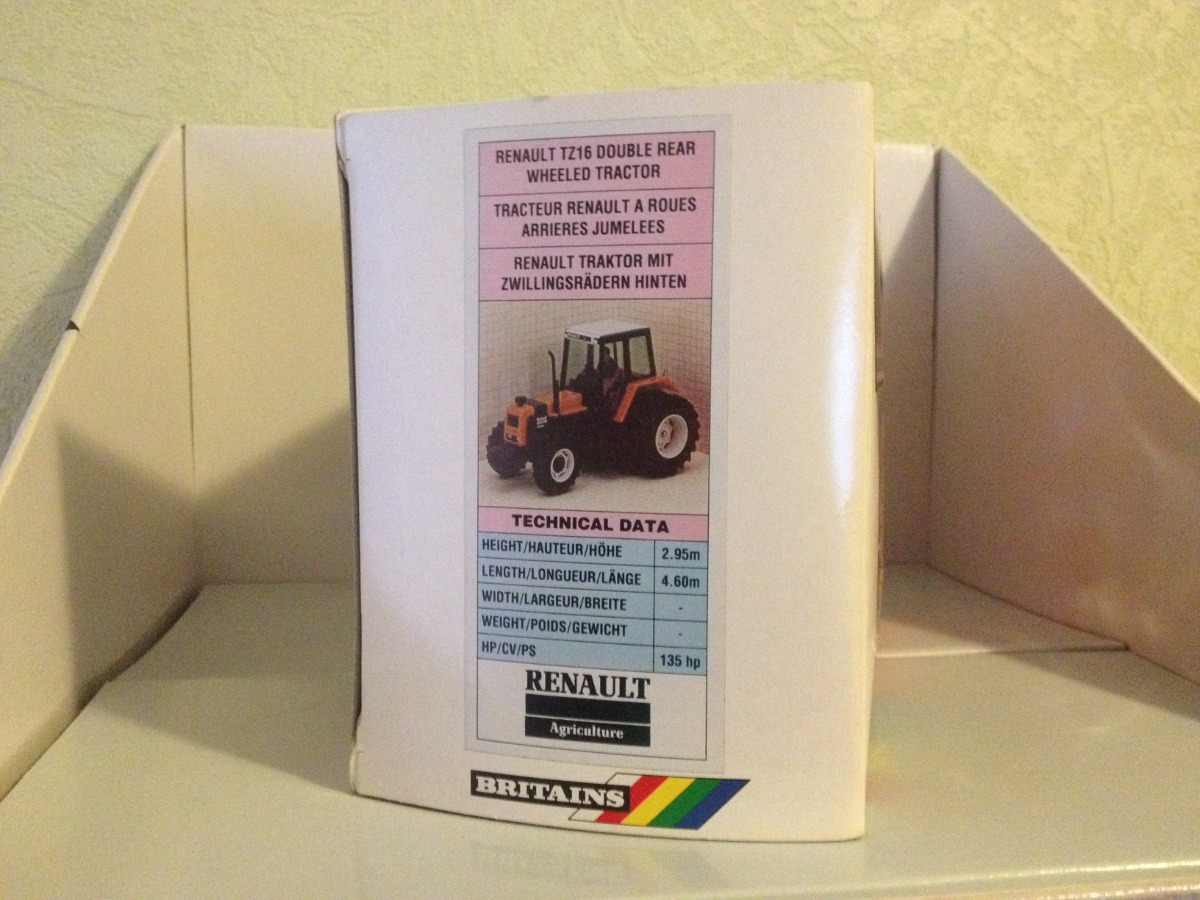 RENAULT TZ16 DOUBLE REAR
WHEELED TRACTOR
TRACTEUR RENAULT A ROUES
ARRIERES JUMELEES
RENAULT TRAKTOR MIT
ZWILLINGSRÄDERN HINTEN
TECHNICAL DATA
HEIGHT/HAUTEUR/HÖHE 2.95m
LENGTH/LONGUEUR/LÄNGE 4.60m
WIDTH/LARGEUR/BREITE -
WEIGHT/POIDS/GEWICHT -
HP/CV/PS 135 hp
RENAULT
Agriculture
BRITAINS